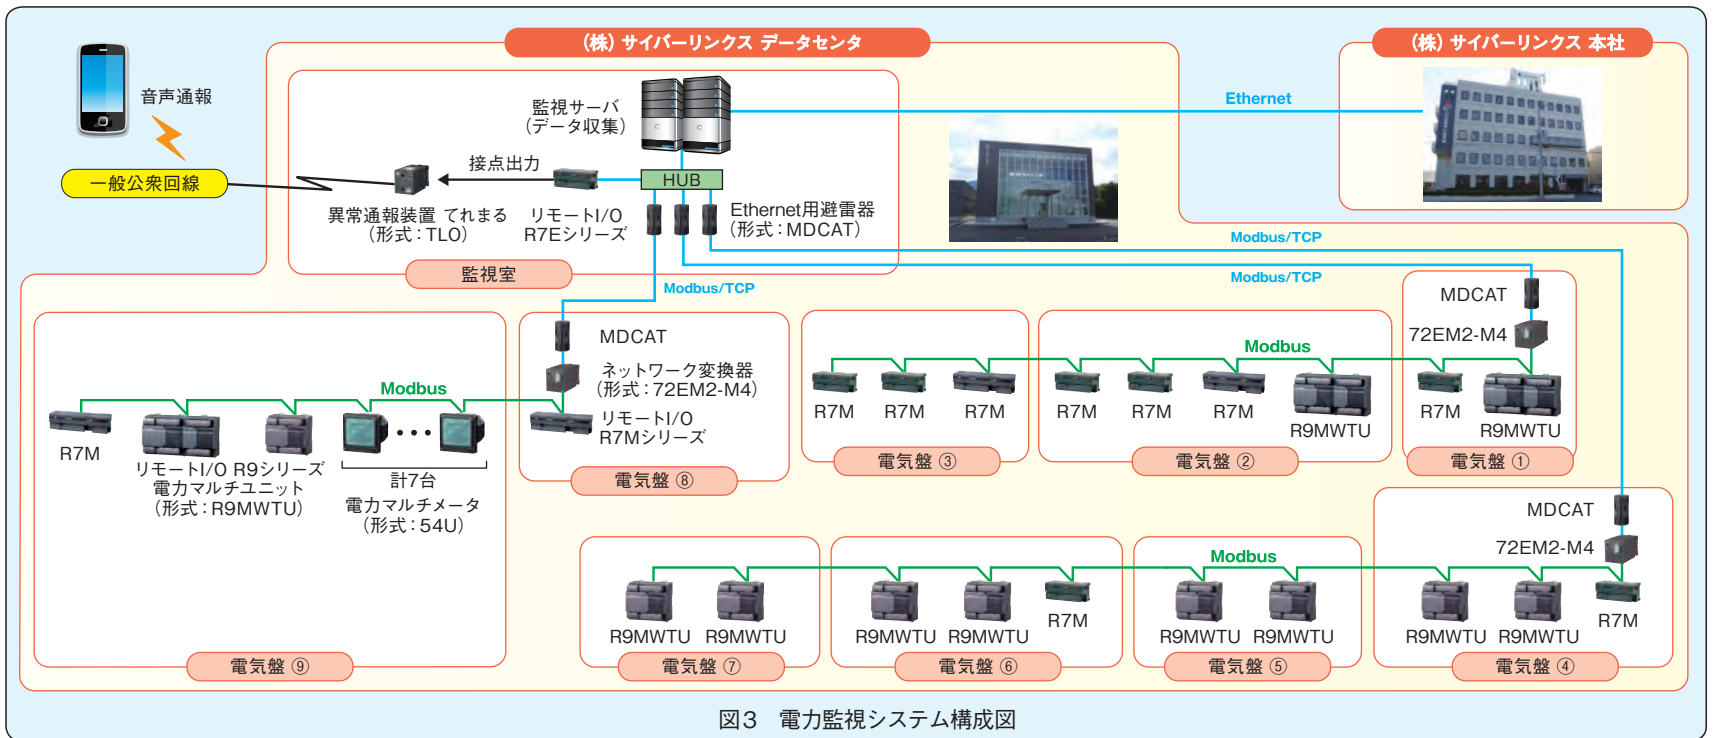 (株) サイバーリンクス データセンタ
(株) サイバーリンクス 本社
音声通報
一般公衆回線
監視サーバ
(データ収集)
Ethernet
接点出力
HUB
異常通報装置 てれまる
(形式：TLO)
リモートI/O
R7Eシリーズ
Ethernet用避雷器
(形式：MDCAT)
監視室
Modbus/TCP
Modbus/TCP
Modbus/TCP
MDCAT
ネットワーク変換器
(形式：72EM2-M4)
リモートI/O
R7Mシリーズ
電気盤 ⑧
Modbus
R7M
リモートI/O R9シリーズ
電力マルチユニット
(形式：R9MWTU)
計7台
電力マルチメータ
(形式：54U)
電気盤 ⑨
R7M
R7M
R7M
電気盤 ③
Modbus
R7M
R7M
R7M
R9MWTU
電気盤 ②
MDCAT
72EM2-M4
R7M
R9MWTU
電気盤 ①
R9MWTU
R9MWTU
電気盤 ⑦
R9MWTU
R9MWTU
R7M
電気盤 ⑥
Modbus
R9MWTU
R9MWTU
電気盤 ⑤
MDCAT
72EM2-M4
R9MWTU
R9MWTU
R7M
電気盤 ④
図3　電力監視システム構成図